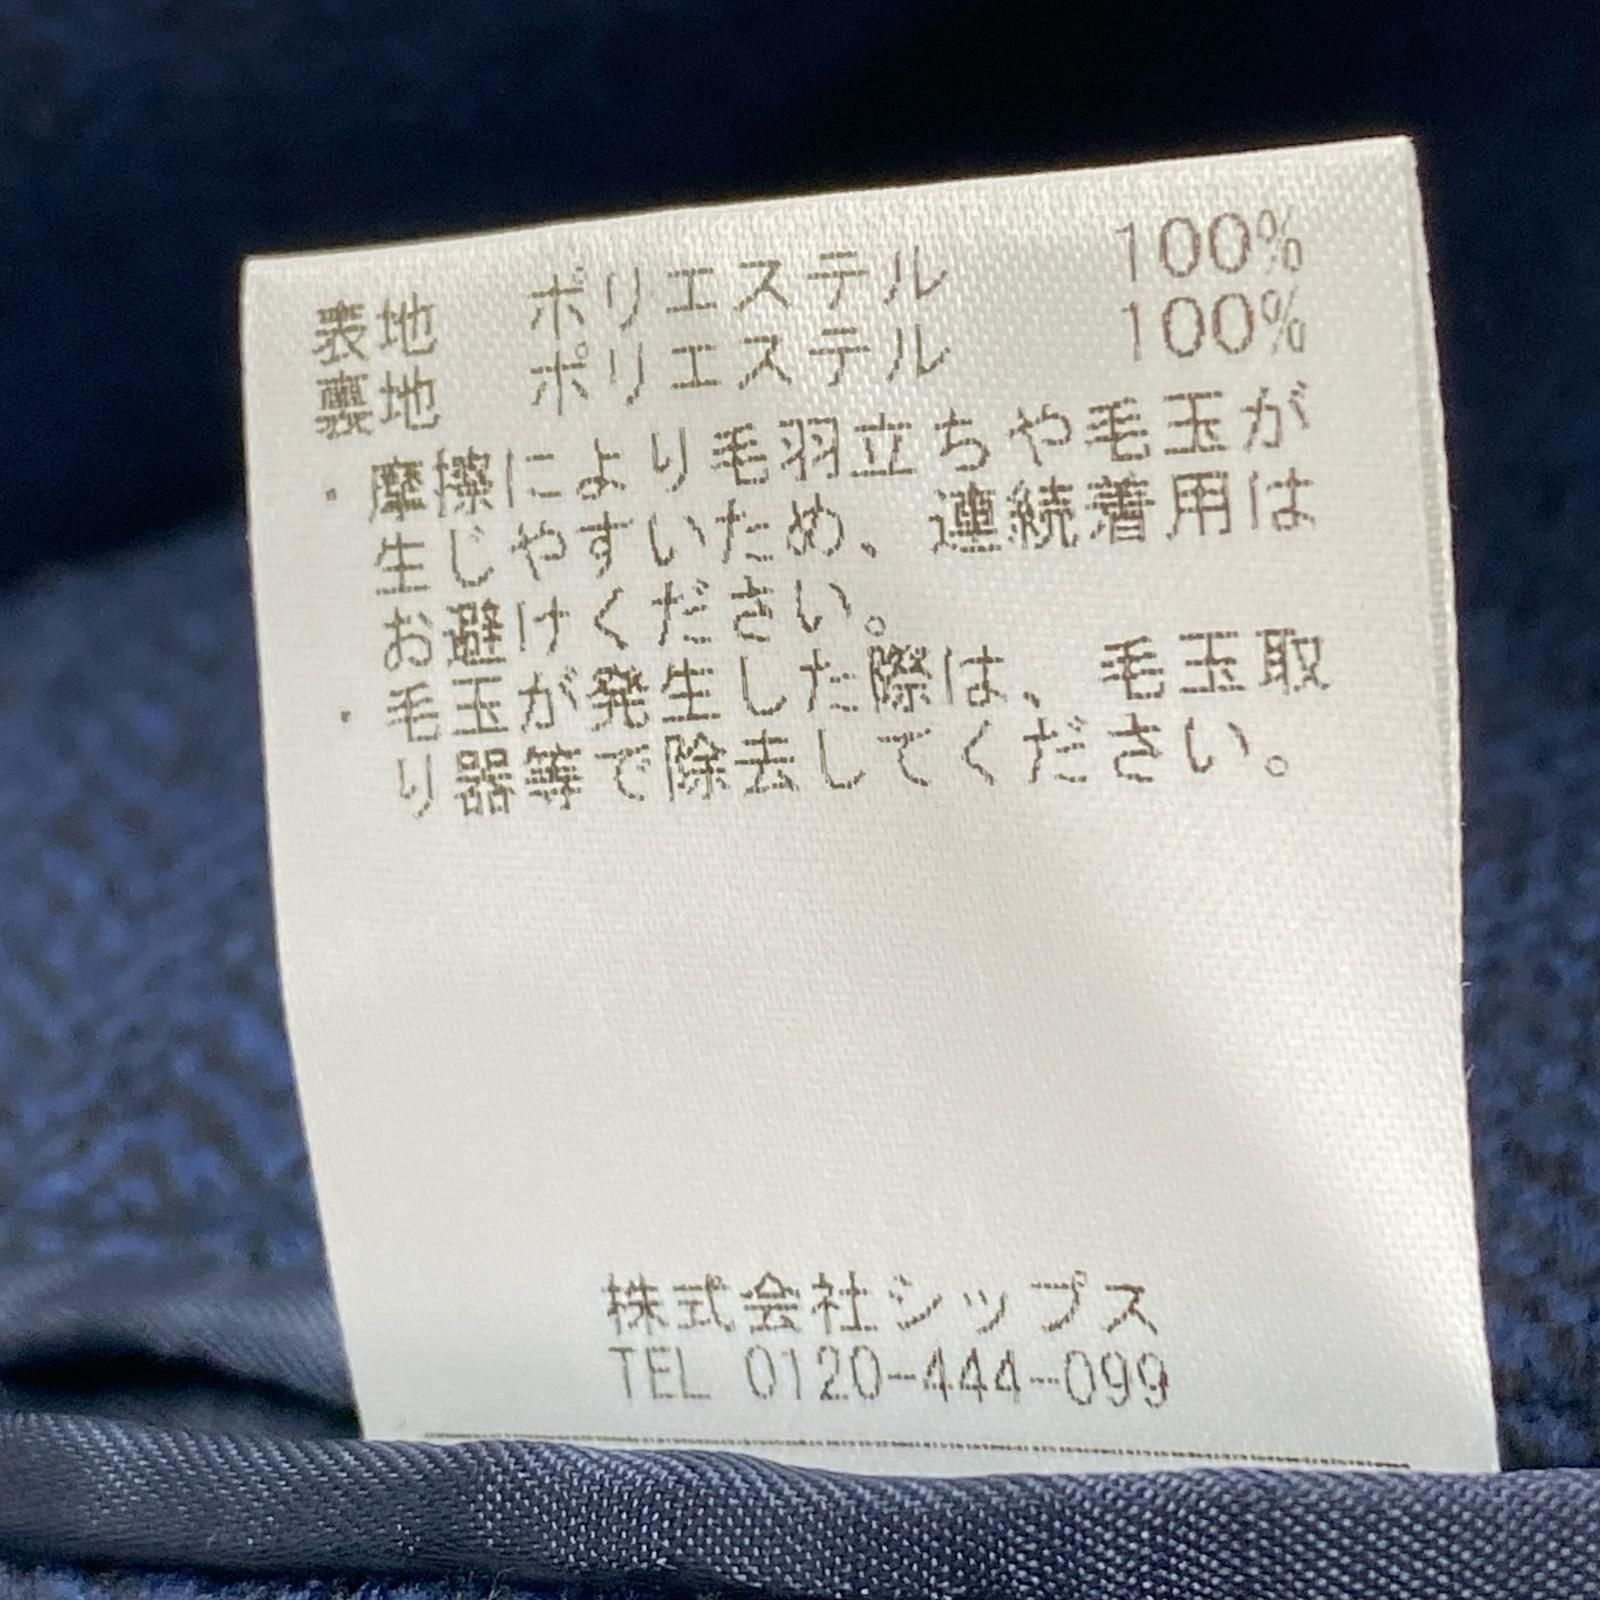 表地 ポリエステル 100%
裏地 ポリエステル 100%
・摩擦により毛羽立ちや毛玉が
生じやすいため、連続着用は
お避けください。
・毛玉が発生した際は、毛玉取
り器等で除去してください。
株式会社シップス
TEL 0120-444-099